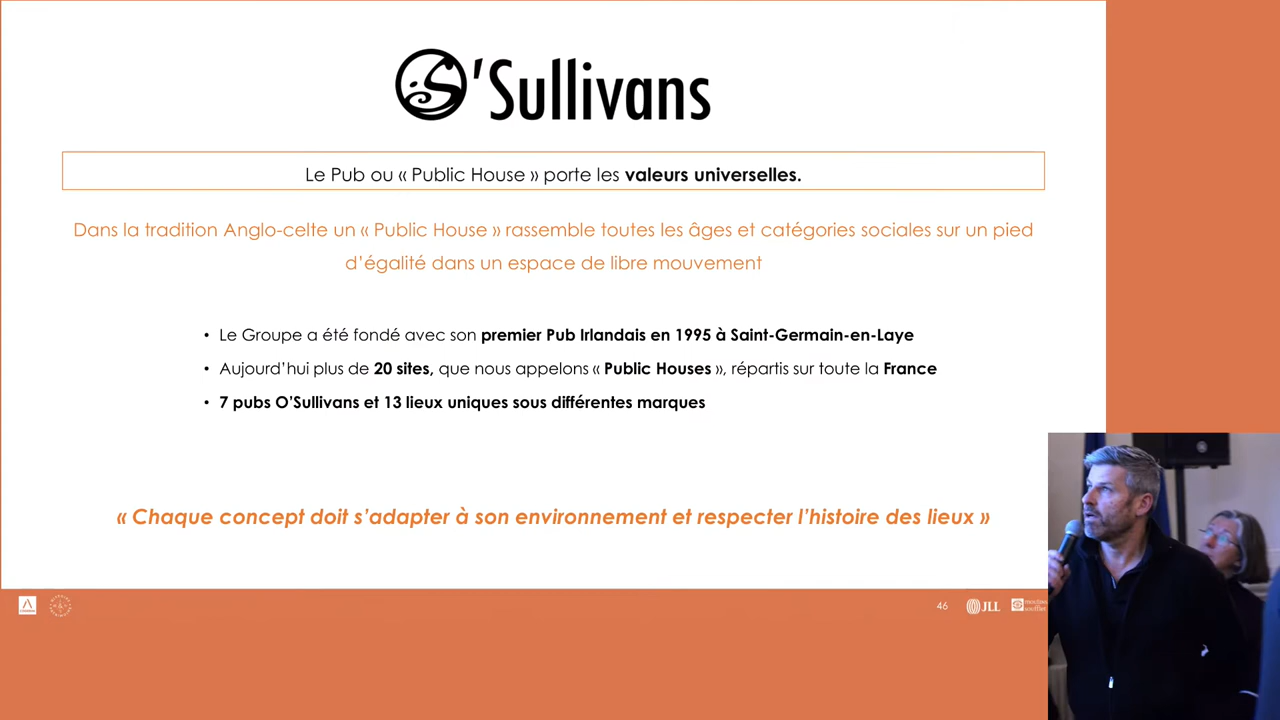 O'Sullivans
Le Pub ou « Public House » porte les valeurs universelles.
Dans la tradition Anglo-celte un « Public House » rassemble toutes les âges et catégories sociales sur un pied
d'égalité dans un espace de libre mouvement
• Le Groupe a été fondé avec son premier Pub Irlandais en 1995 à Saint-Germain-en-Laye
• Aujourd'hui plus de 20 sites, que nous appelons « Public Houses », répartis sur toute la France
• 7 pubs O'Sullivans et 13 lieux uniques sous différentes marques
« Chaque concept doit s'adapter à son environnement et respecter l'histoire des lieux »
46
JLL